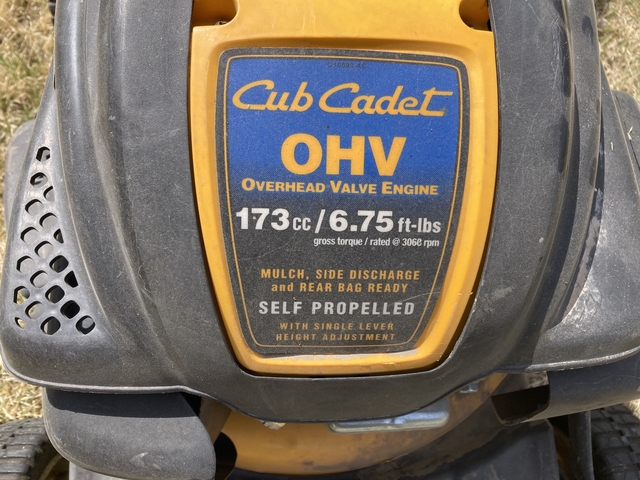 Cub Cadet
OHV
OVERHEAD VALVE ENGINE
173cc/6.75 ft-lbs
gross torque / rated @ 3060 rpm
MULCH, SIDE DISCHARGE
and REAR BAG READY
SELF PROPELLED
WITH SINGLE LEVER
HEIGHT ADJUSTMENT